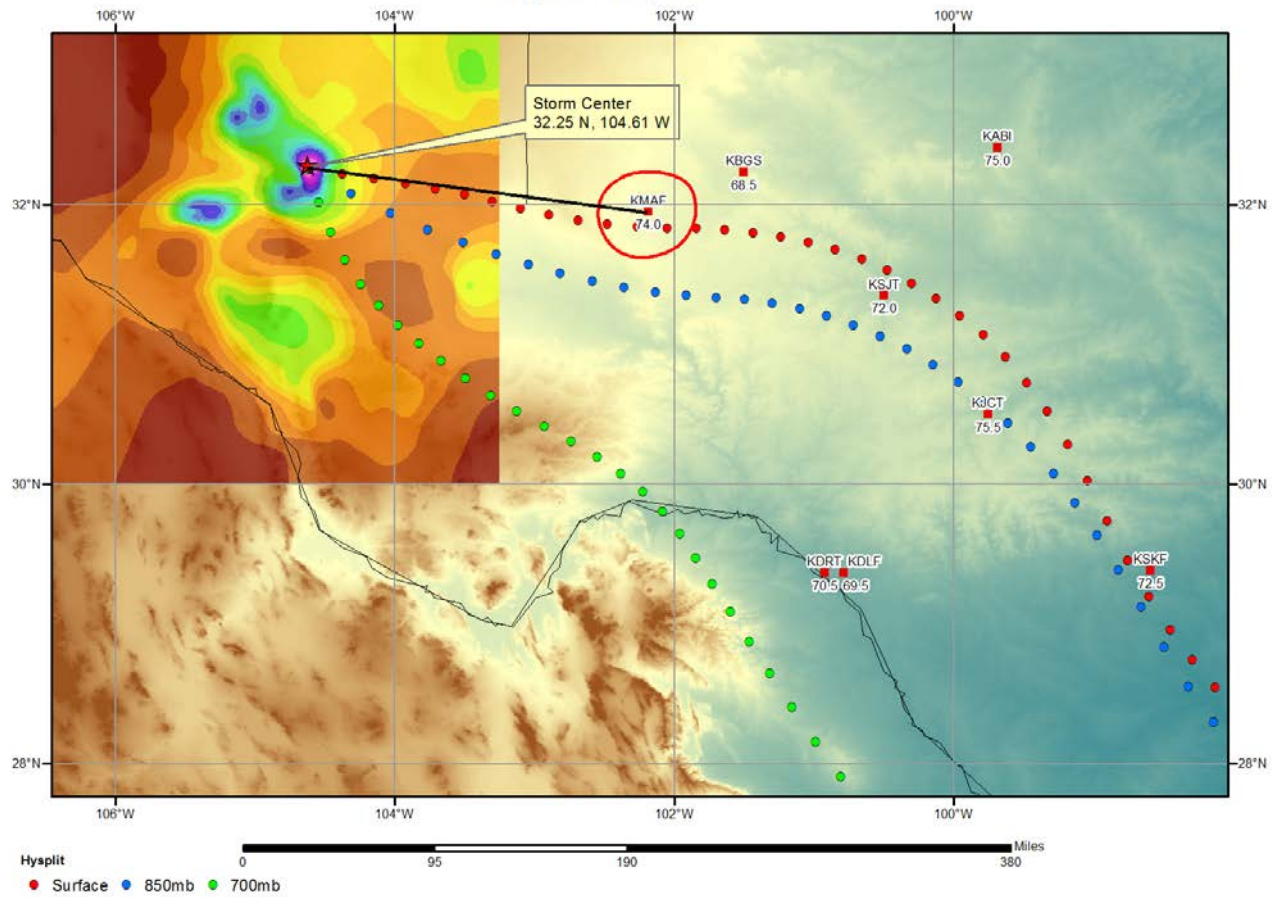 106°W 104°W 102°W 100°W
Storm Center
32.25 N, 104.61 W
KABI
75.0
KBGS
68.5
32°N 32°N
KMAF
74.0
KSJT
72.0
KJCT
75.5
30°N 30°N
KDRT KDLF
70.5 69.5
KSKF
72.5
28°N 28°N
106°W 104°W 102°W 100°W
Miles
0 95 190 380
Hysplit
Surface 850mb 700mb